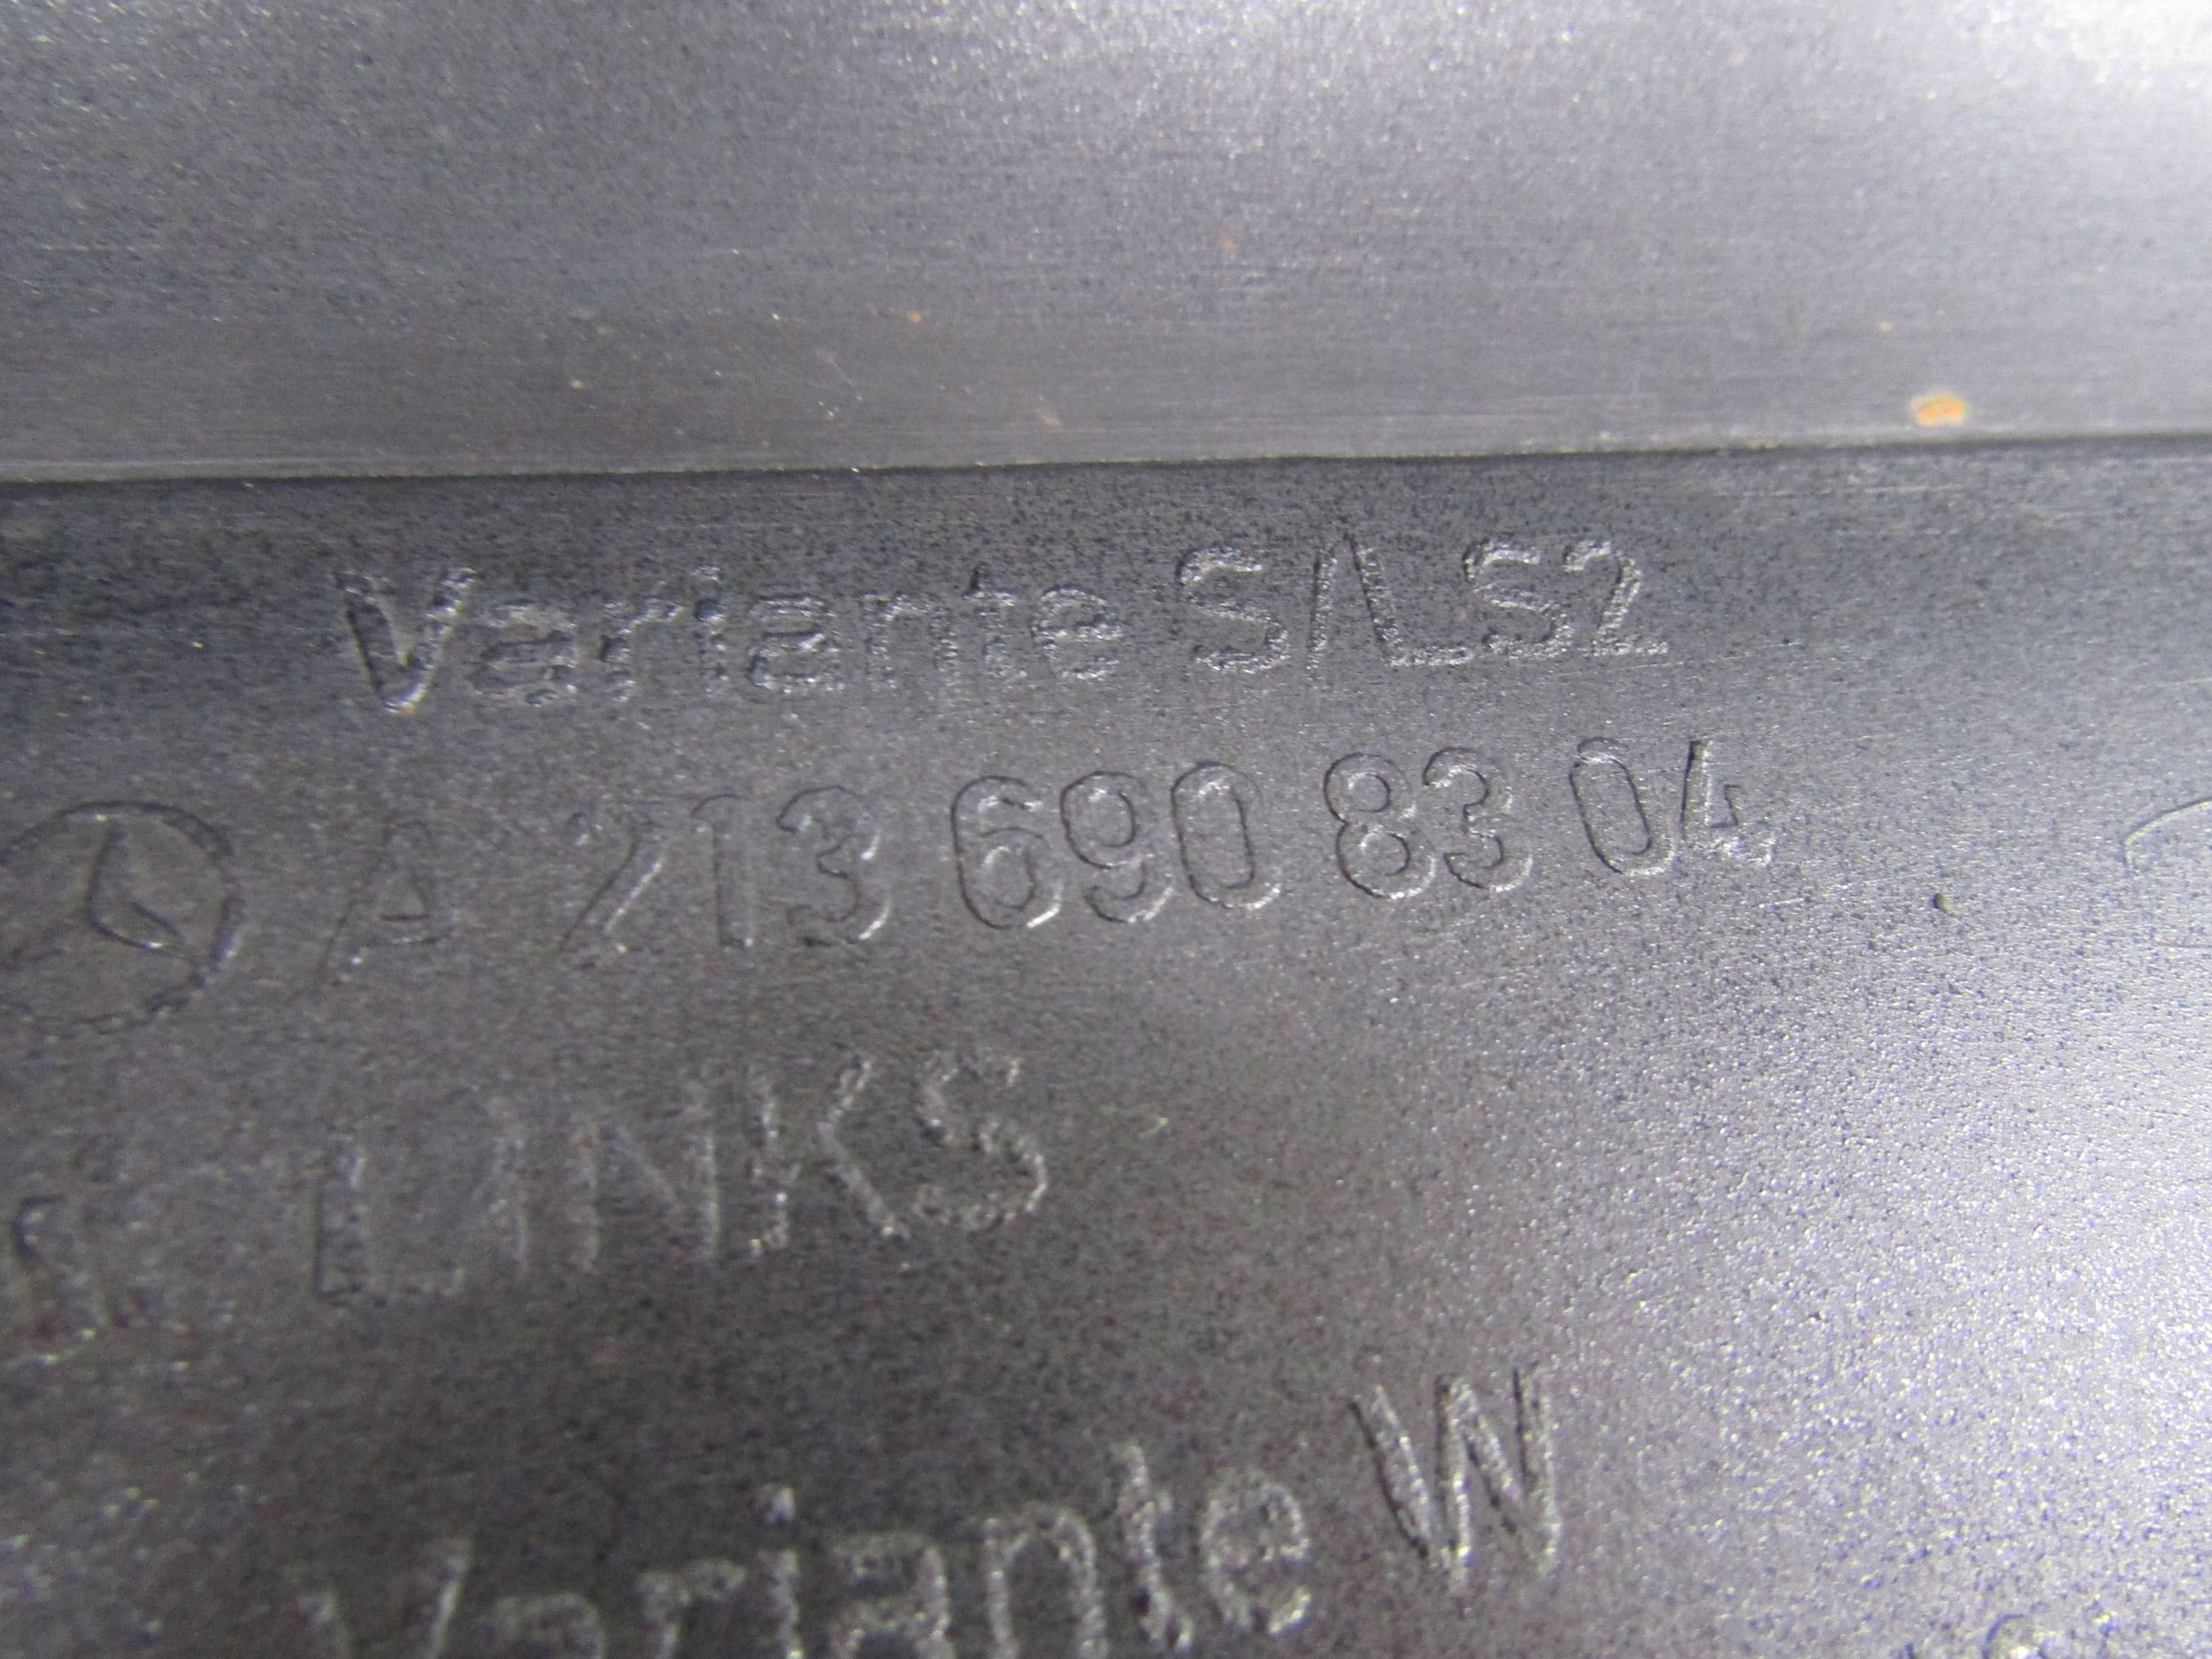 Variante S/LS2
A 213 690 83 04
LINKS
Variante W